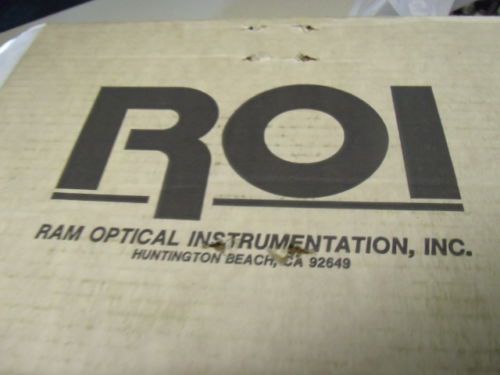 ROI
RAM OPTICAL INSTRUMENTATION, INC.
HUNTINGTON BEACH, CA 92649